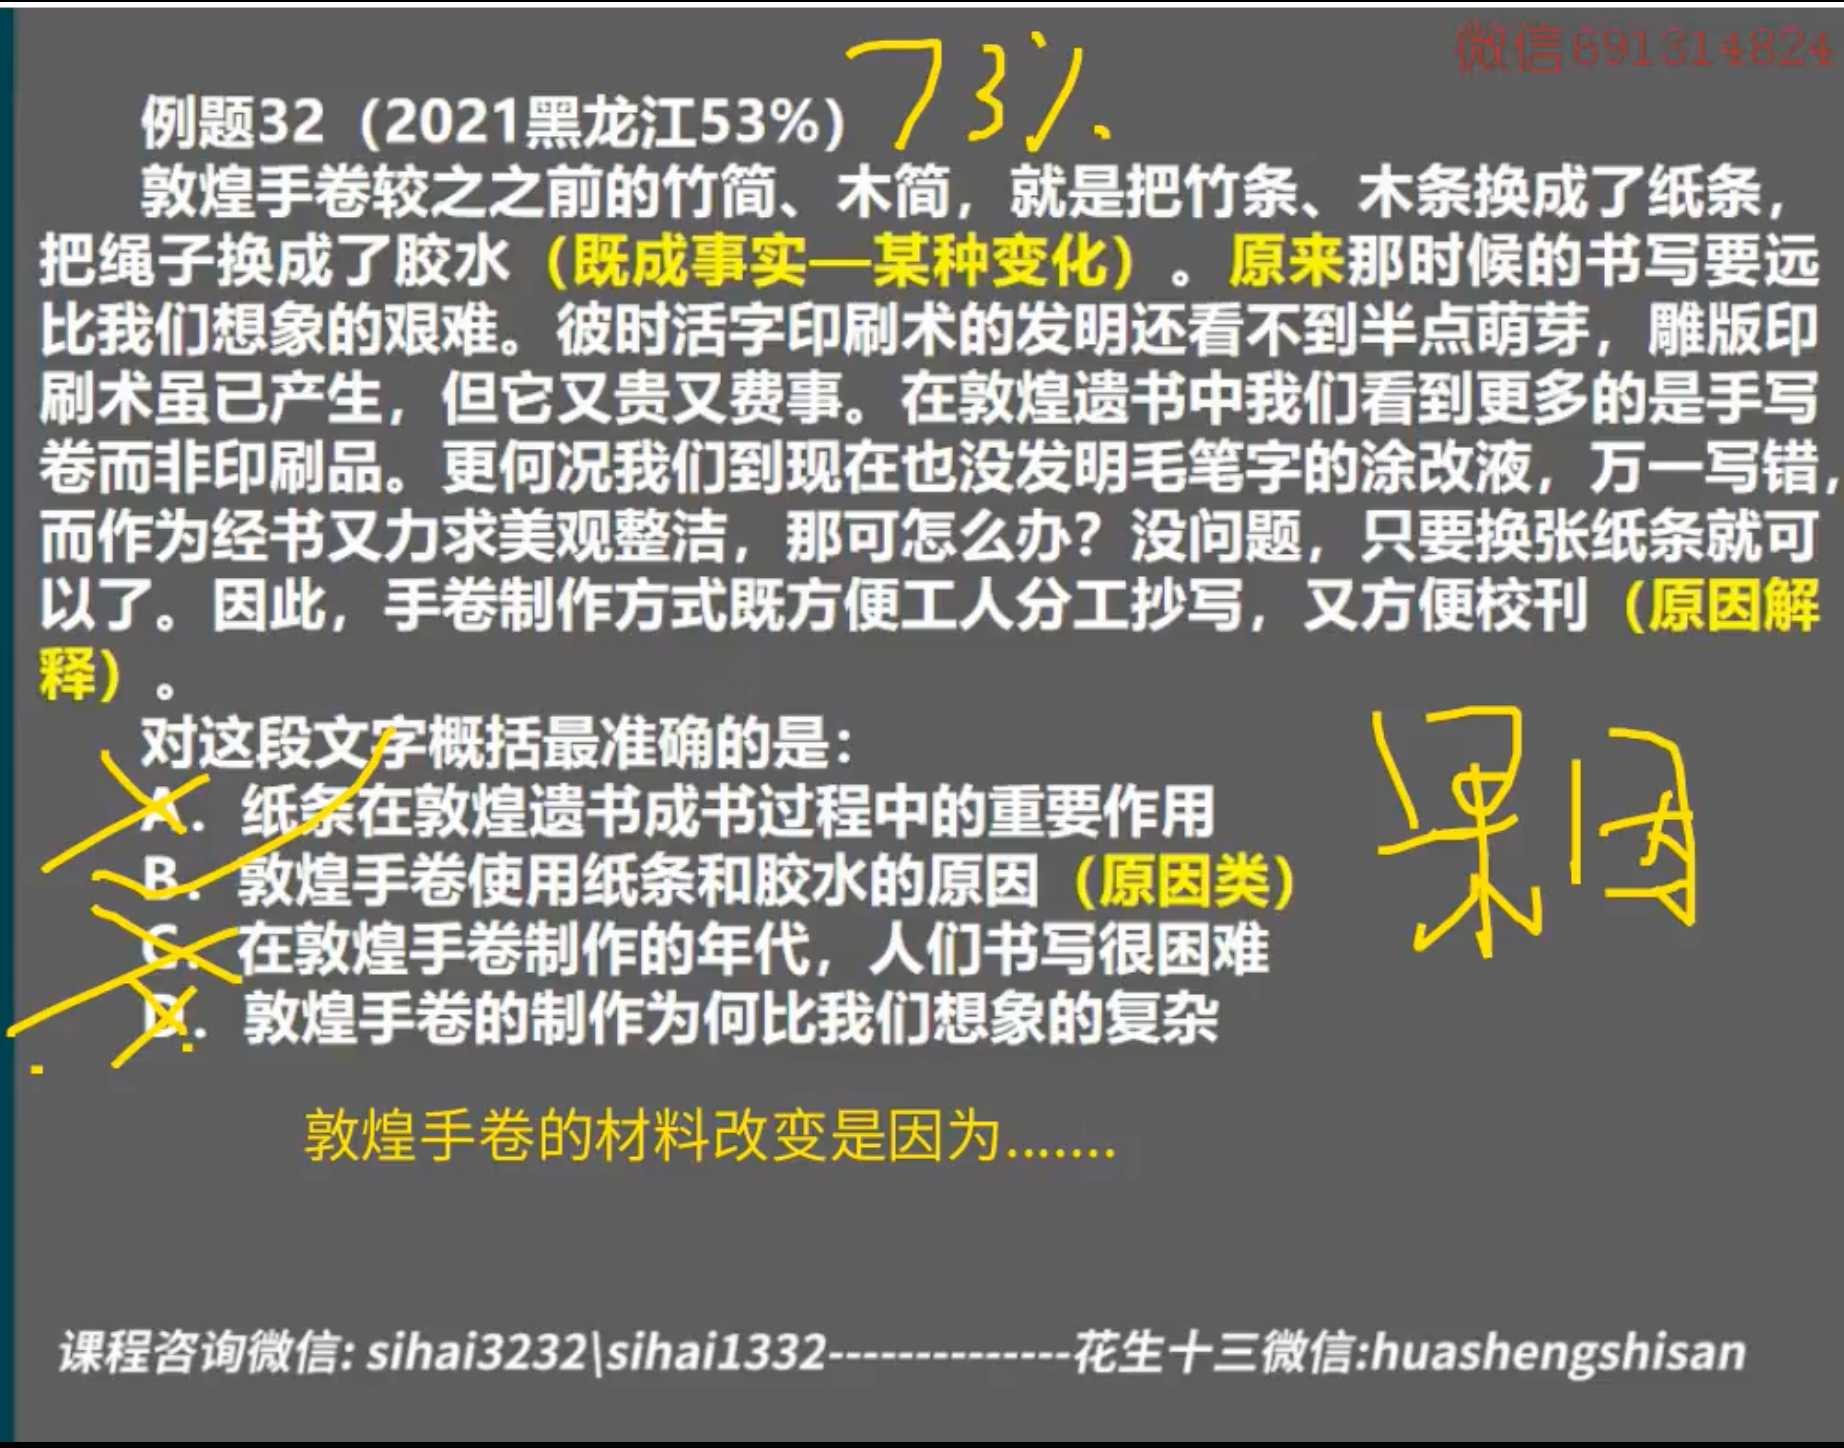 微信691314824
73%
例题32（2021黑龙江53%）
敦煌手卷较之之前的竹简、木简，就是把竹条、木条换成了纸条，
把绳子换成了胶水（既成事实—某种变化）。原来那时候的书写要远
比我们想象的艰难。彼时活字印刷术的发明还看不到半点萌芽，雕版印
刷术虽已产生，但它又贵又费事。在敦煌遗书中我们看到更多的是手写
卷而非印刷品。更何况我们到现在也没发明毛笔字的涂改液，万一写错，
而作为经书又力求美观整洁，那可怎么办？没问题，只要换张纸条就可
以了。因此，手卷制作方式既方便工人分工抄写，又方便校刊（原因解
释）。
对这段文字概括最准确的是：
A. 纸条在敦煌遗书成书过程中的重要作用
B. 敦煌手卷使用纸条和胶水的原因（原因类）
C. 在敦煌手卷制作的年代，人们书写很困难
D. 敦煌手卷的制作为何比我们想象的复杂
果因
敦煌手卷的材料改变是因为.......
课程咨询微信: sihai3232\sihai1332--------------花生十三微信:huashengshisan